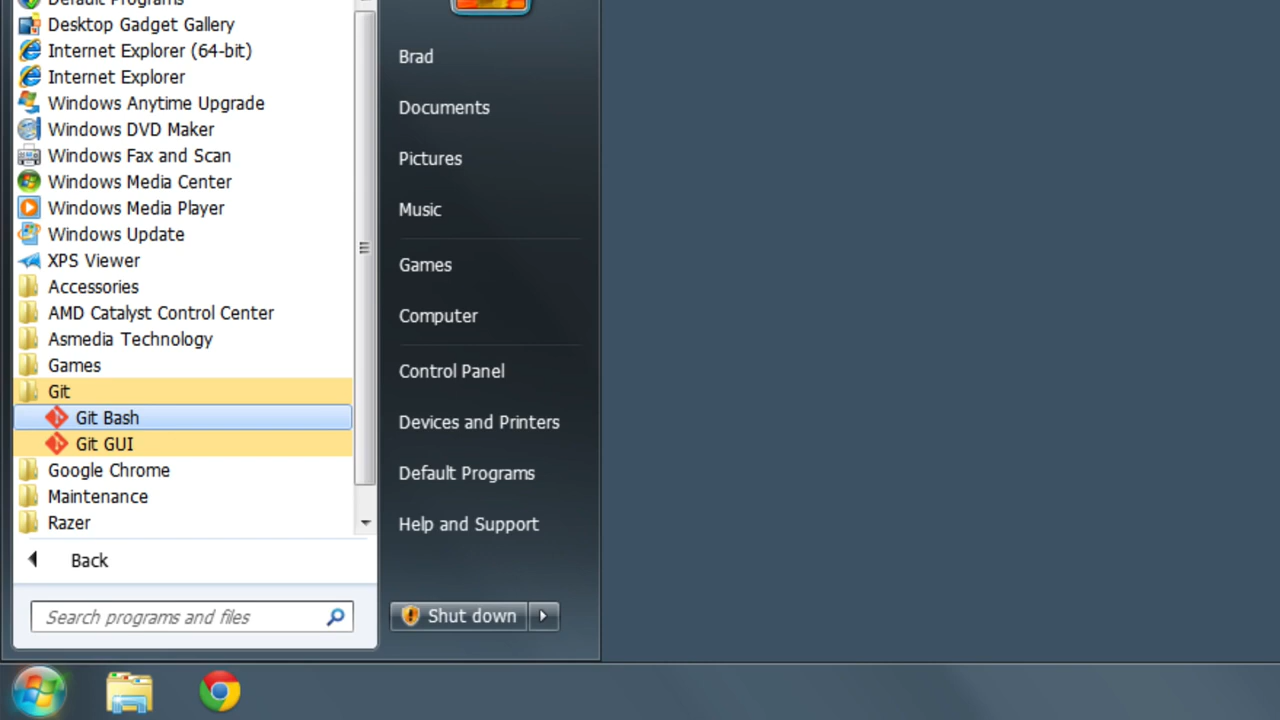 Default Programs
Desktop Gadget Gallery
Internet Explorer (64-bit)
Internet Explorer
Windows Anytime Upgrade
Windows DVD Maker
Windows Fax and Scan
Windows Media Center
Windows Media Player
Windows Update
XPS Viewer
Accessories
AMD Catalyst Control Center
Asmedia Technology
Games
Git
Git Bash
Git GUI
Google Chrome
Maintenance
Razer
Back
Search programs and files
Brad
Documents
Pictures
Music
Games
Computer
Control Panel
Devices and Printers
Default Programs
Help and Support
Shut down